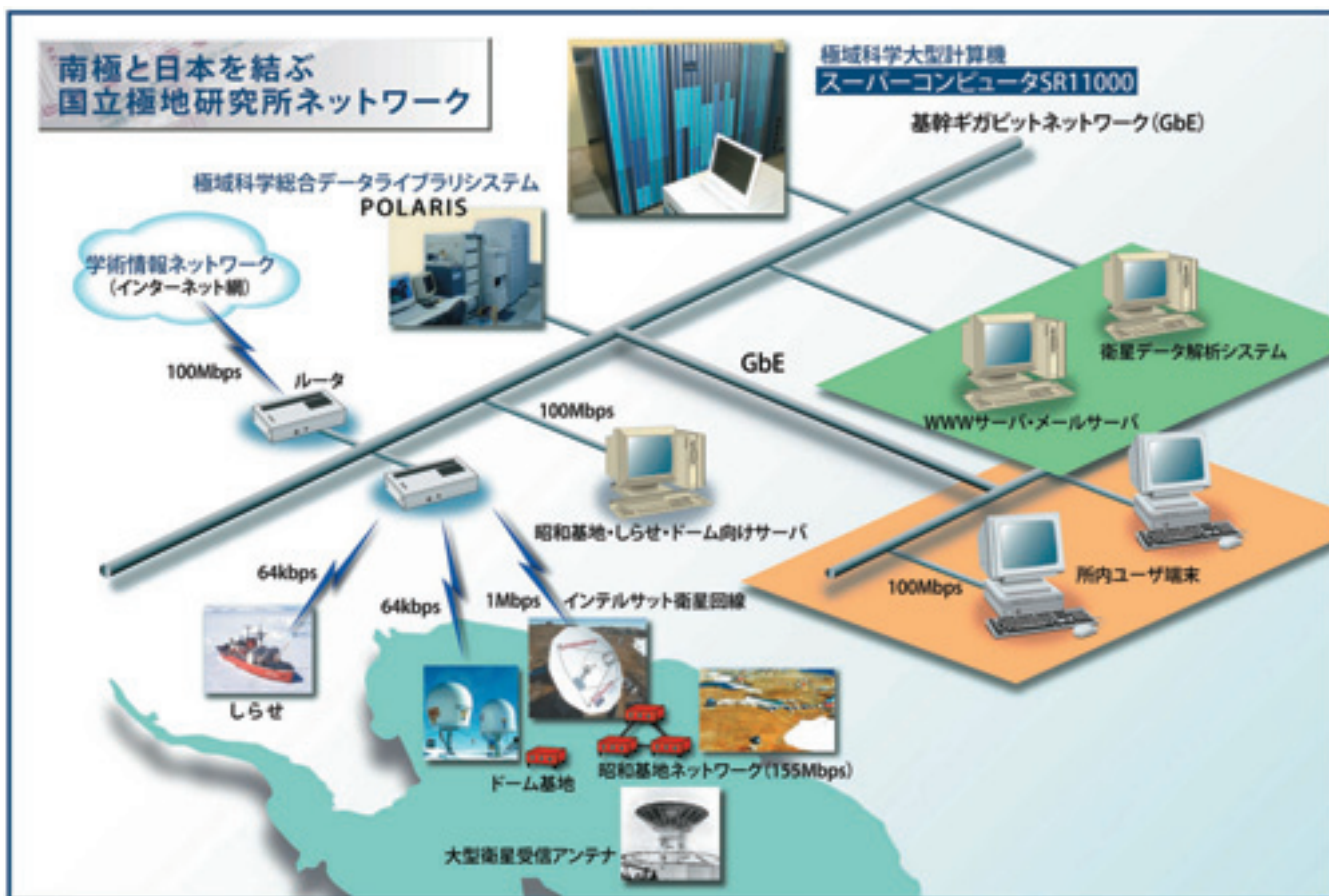 南極と日本を結ぶ
国立極地研究所ネットワーク
極域科学大型計算機
スーパーコンピュータSR11000
基幹ギガビットネットワーク(GbE)
極域科学総合データライブラリシステム
POLARIS
学術情報ネットワーク
(インターネット網)
100Mbps
ルータ
GbE
衛星データ解析システム
WWWサーバ・メールサーバ
100Mbps
昭和基地・しらせ・ドーム向けサーバ
所内ユーザ端末
100Mbps
64kbps
64kbps
1Mbps
インテルサット衛星回線
しらせ
ドーム基地
昭和基地ネットワーク(155Mbps)
大型衛星受信アンテナ